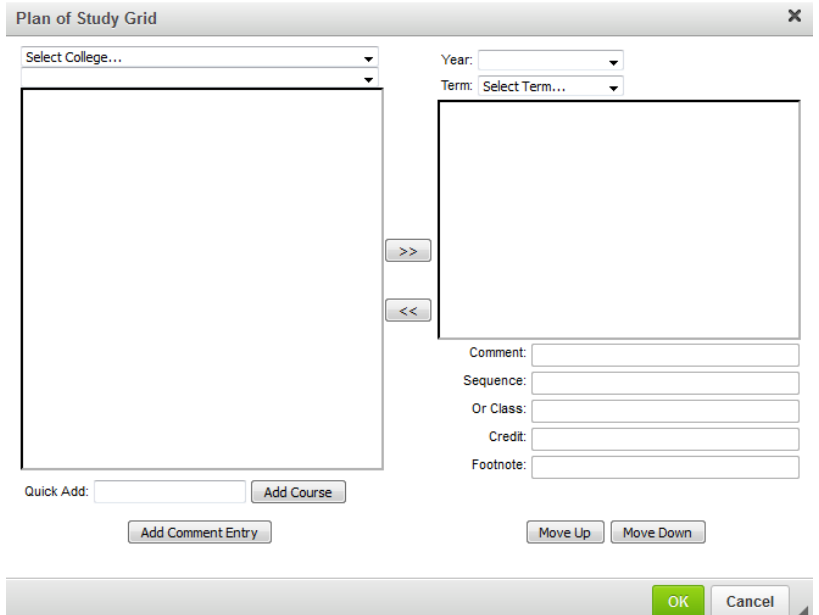 Plan of Study Grid
Select College...
Year:
Term: Select Term...
>>
<<
Comment:
Sequence:
Or Class:
Credit:
Footnote:
Quick Add: Add Course
Add Comment Entry Move Up Move Down
OK Cancel